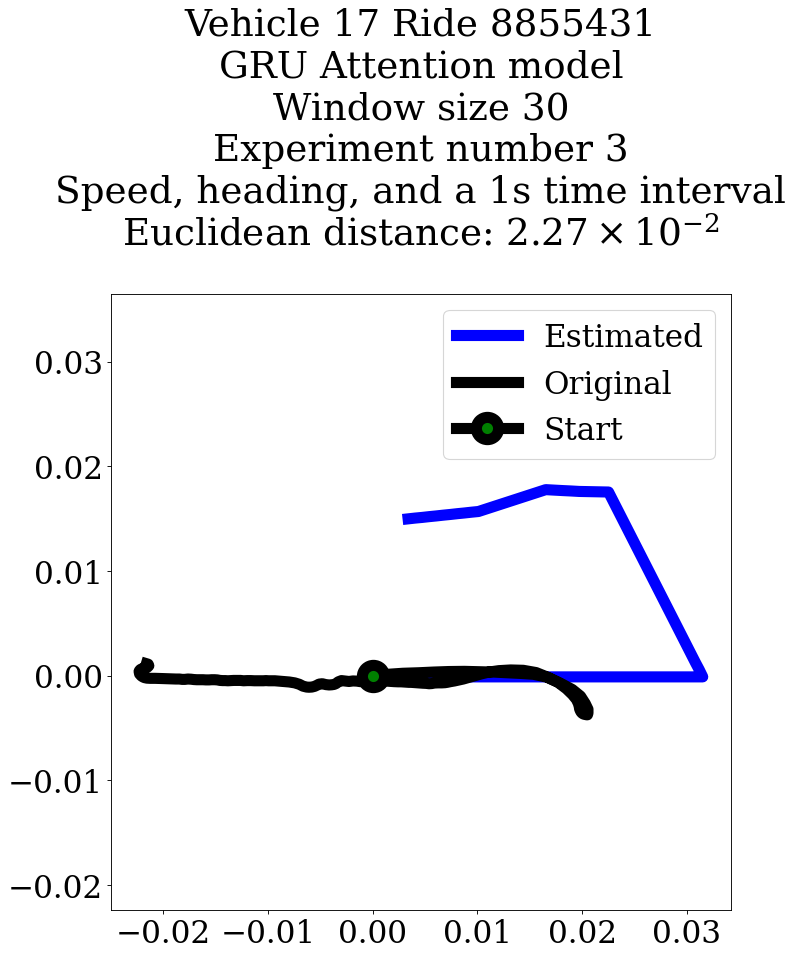 Vehicle 17 Ride 8855431
GRU Attention model
Window size 30
Experiment number 3
Speed, heading, and a 1s time interval
Euclidean distance: 2.27 × 10⁻²
Estimated
Original
Start
0.03
0.02
0.01
0.00
−0.01
−0.02
−0.02 −0.01 0.00 0.01 0.02 0.03